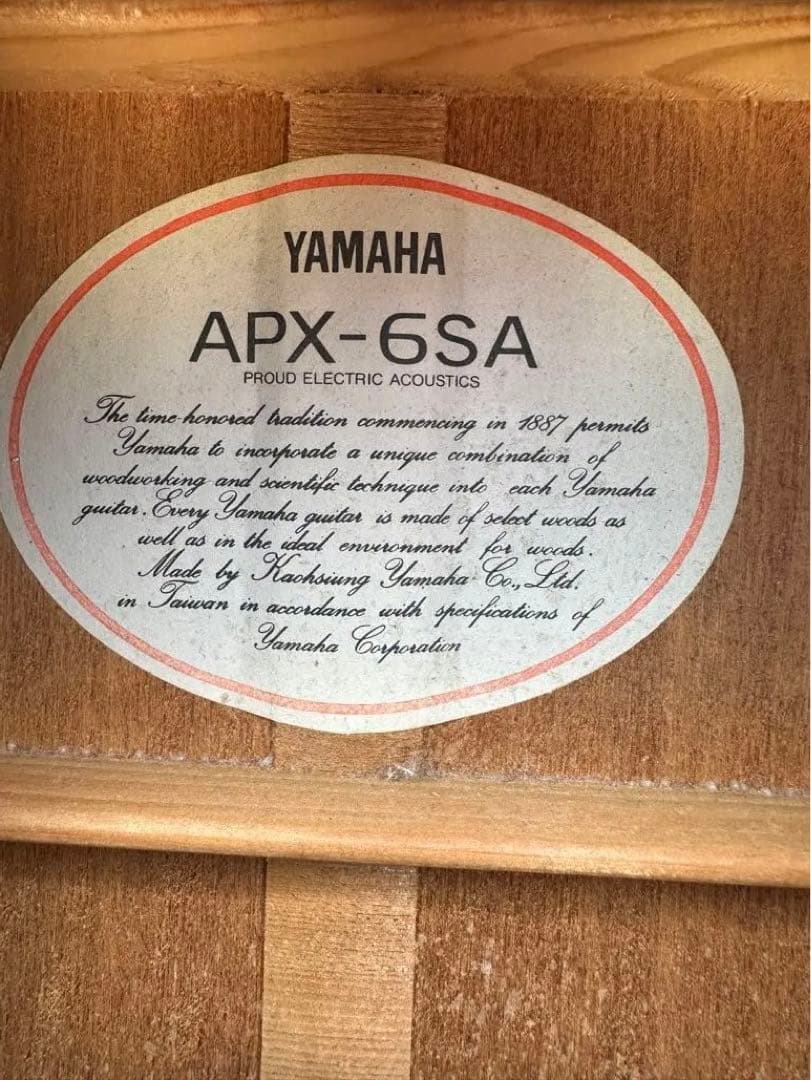 YAMAHA
APX-6SA
PROUD ELECTRIC ACOUSTICS
The time-honored tradition commencing in 1887 permits
Yamaha to incorporate a unique combination of
woodworking and scientific technique into each Yamaha
guitar. Every Yamaha guitar is made of select woods as
well as in the ideal environment for woods.
Made by Kaohsiung Yamaha Co., Ltd.
in Taiwan in accordance with specifications of
Yamaha Corporation